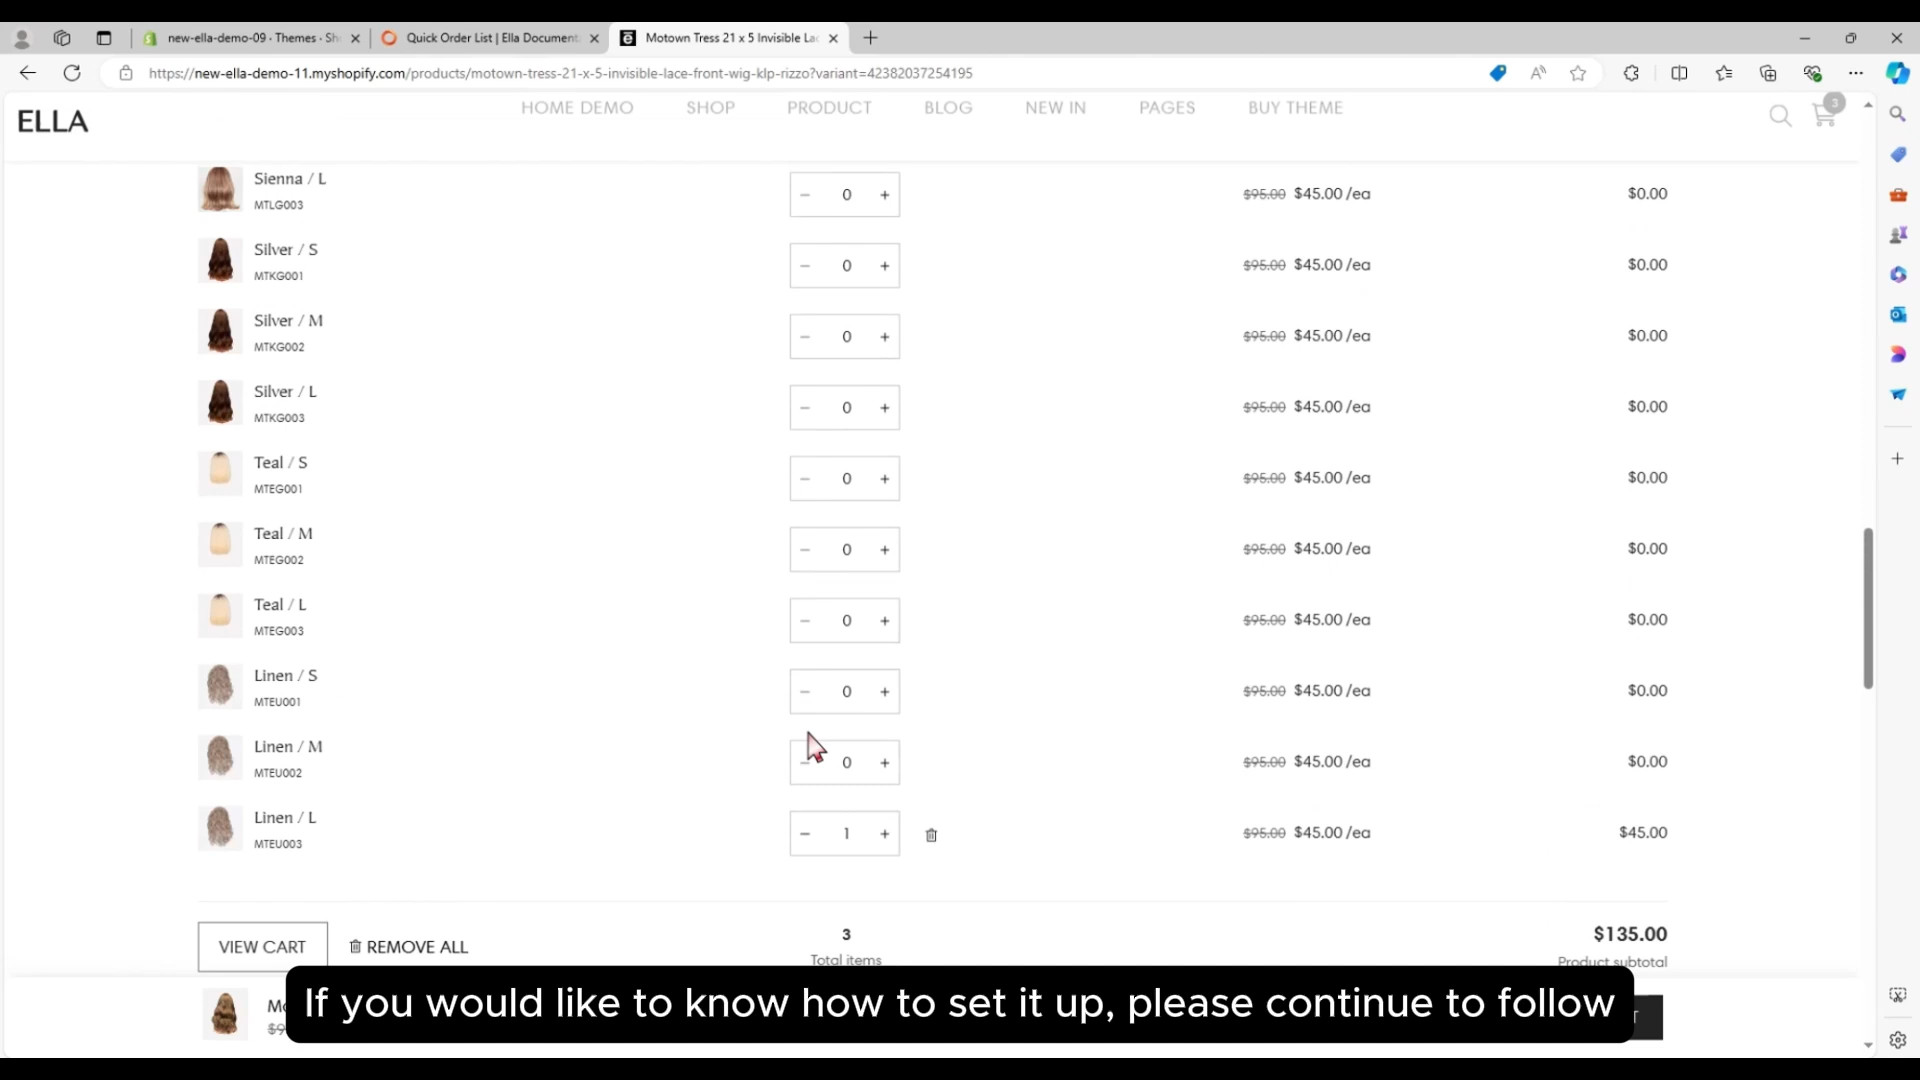 new-ella-demo-09 · Themes · Sh
Quick Order List | Ella Document
Motown Tress 21 x 5 Invisible La
https://new-ella-demo-11.myshopify.com/products/motown-tress-21-x-5-invisible-lace-front-wig-klp-rizzo?variant=42382037254195
ELLA
HOME DEMO SHOP PRODUCT BLOG NEW IN PAGES BUY THEME
3
Sienna / L
MTLG003
0
$95.00 $45.00 /ea
$0.00
Silver / S
MTKG001
0
$95.00 $45.00 /ea
$0.00
Silver / M
MTKG002
0
$95.00 $45.00 /ea
$0.00
Silver / L
MTKG003
0
$95.00 $45.00 /ea
$0.00
Teal / S
MTEG001
0
$95.00 $45.00 /ea
$0.00
Teal / M
MTEG002
0
$95.00 $45.00 /ea
$0.00
Teal / L
MTEG003
0
$95.00 $45.00 /ea
$0.00
Linen / S
MTEU001
0
$95.00 $45.00 /ea
$0.00
Linen / M
MTEU002
0
$95.00 $45.00 /ea
$0.00
Linen / L
MTEU003
1
$95.00 $45.00 /ea
$45.00
VIEW CART
REMOVE ALL
3
Total items
$135.00
Product subtotal
If you would like to know how to set it up, please continue to follow